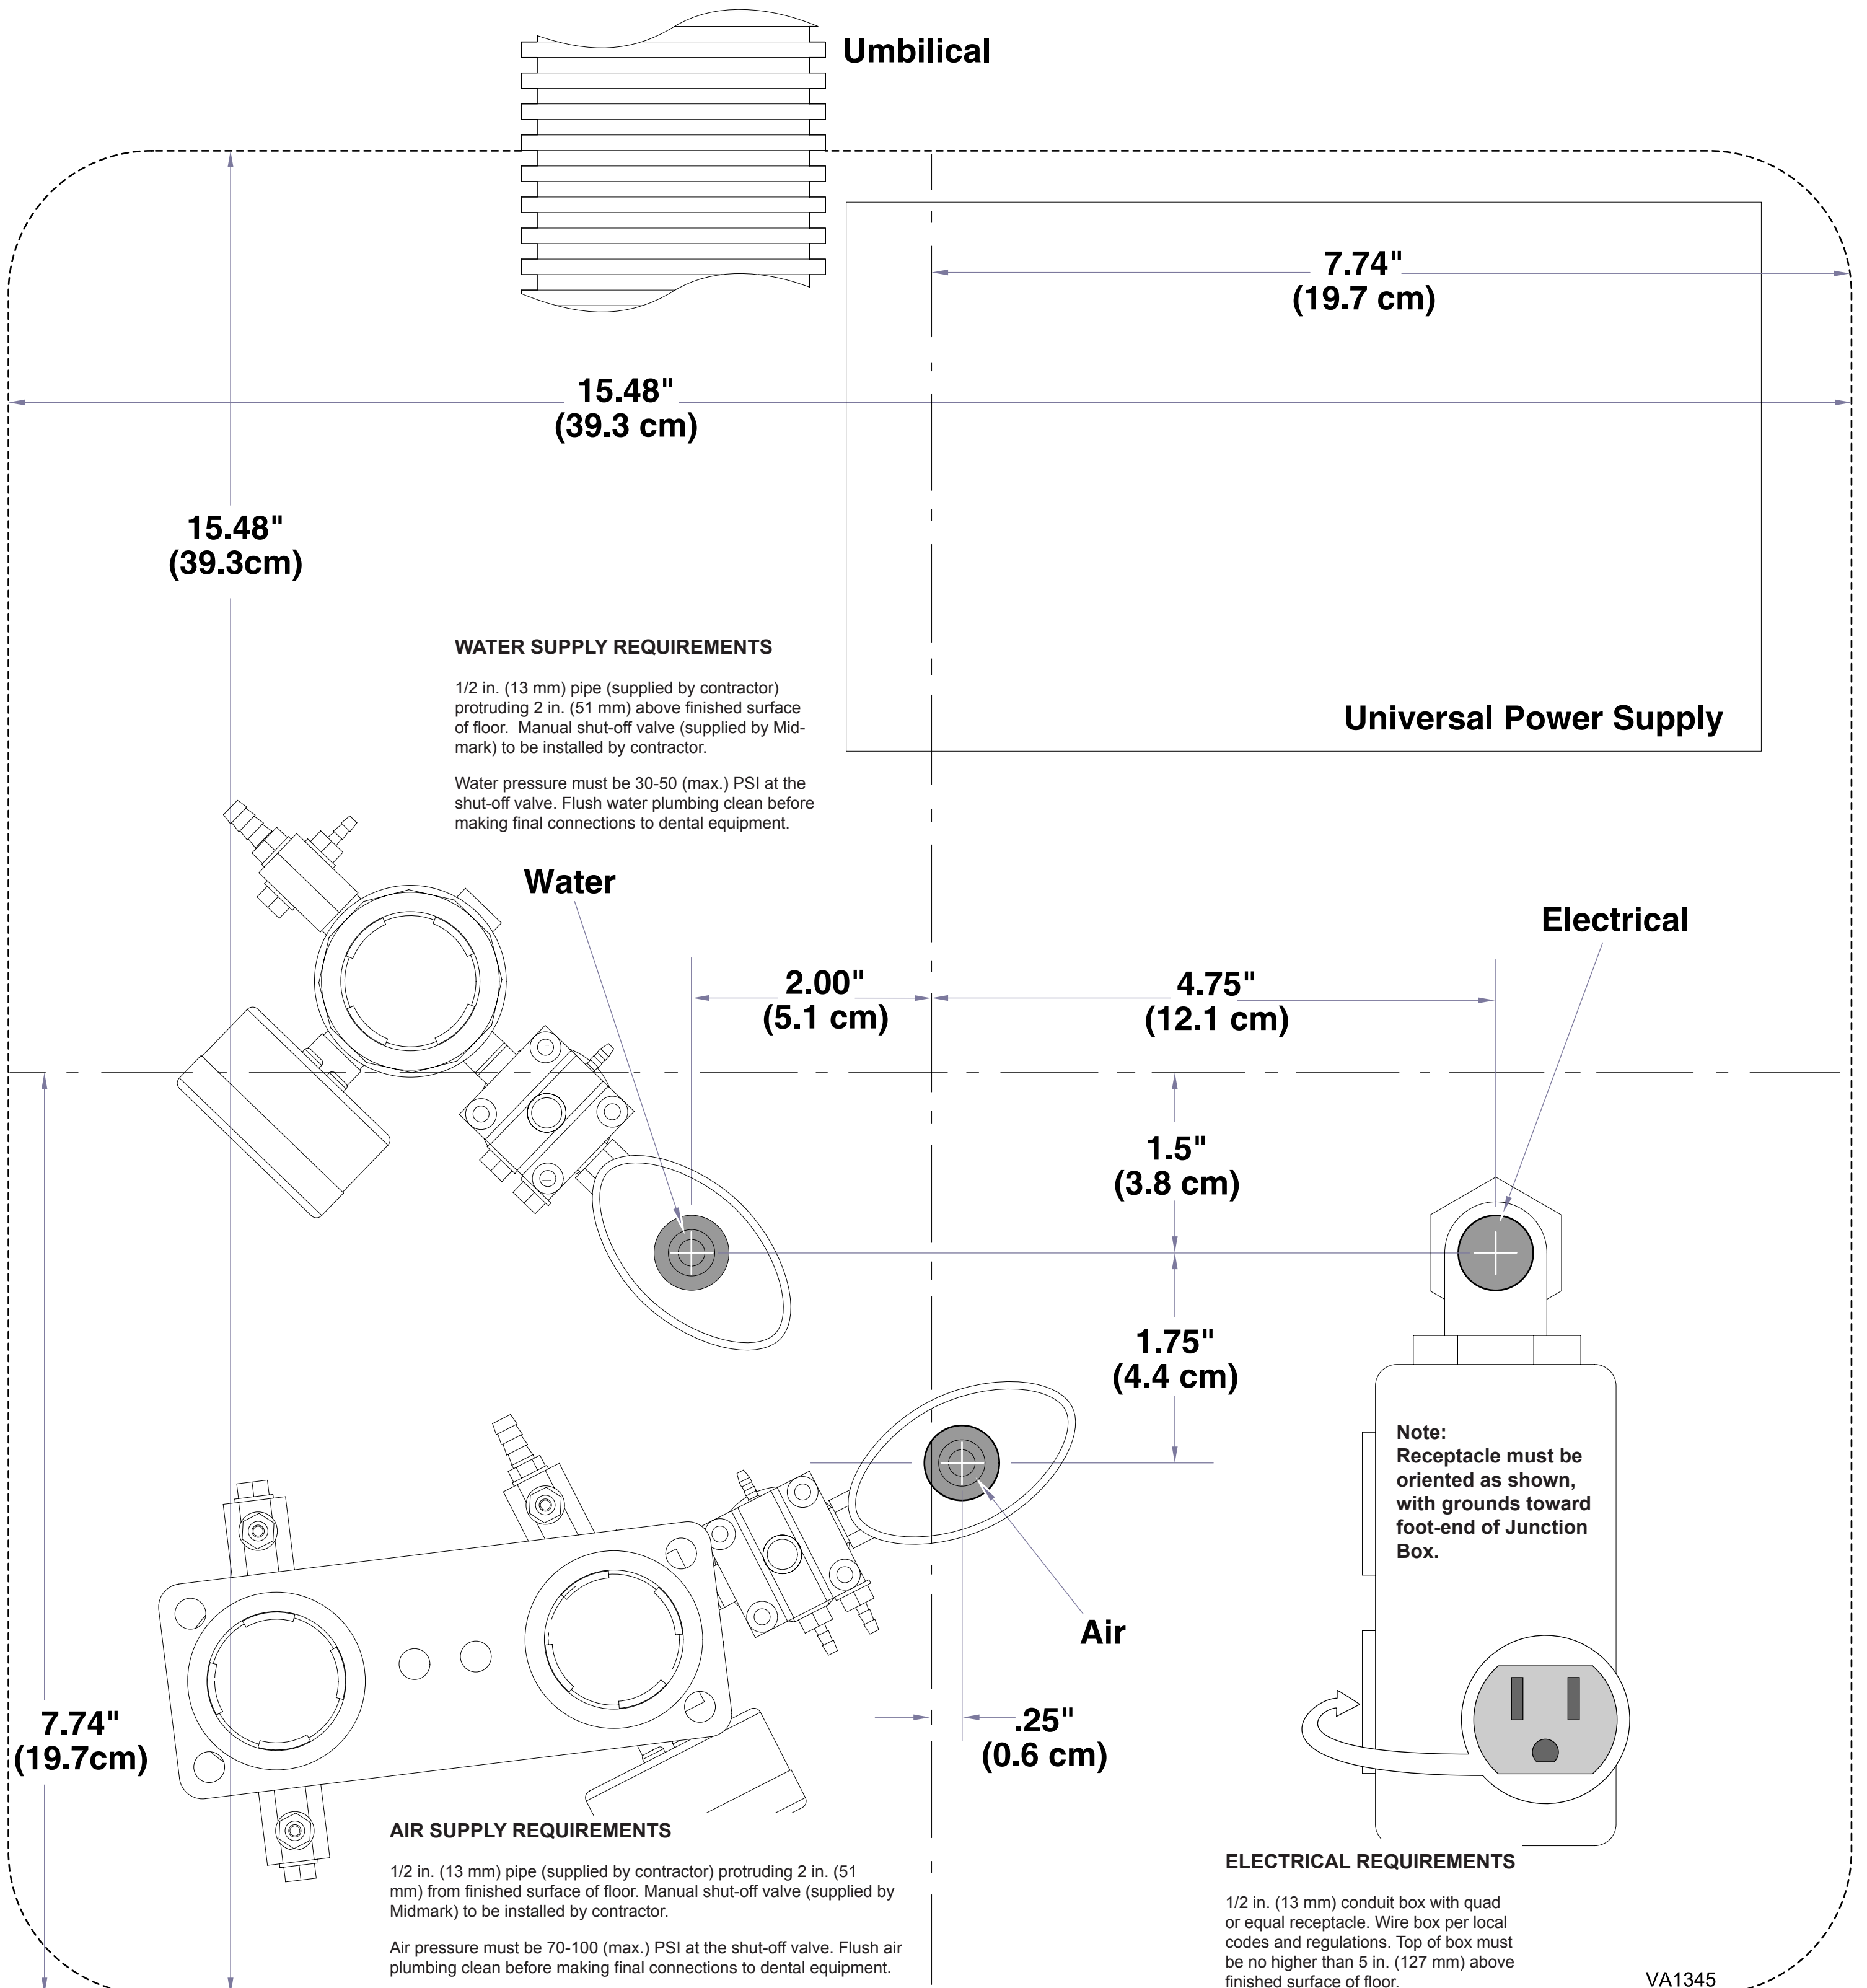 Umbilical
7.74"
(19.7 cm)
15.48"
(39.3 cm)
15.48"
(39.3cm)
WATER SUPPLY REQUIREMENTS
1/2 in. (13 mm) pipe (supplied by contractor)
protruding 2 in. (51 mm) above finished surface
of floor.  Manual shut-off valve (supplied by Mid-
mark) to be installed by contractor.
Water pressure must be 30-50 (max.) PSI at the
shut-off valve. Flush water plumbing clean before
making final connections to dental equipment.
Universal Power Supply
Water
Electrical
2.00"
(5.1 cm)
4.75"
(12.1 cm)
1.5"
(3.8 cm)
1.75"
(4.4 cm)
Note:
Receptacle must be
oriented as shown,
with grounds toward
foot-end of Junction
Box.
Air
.25"
(0.6 cm)
7.74"
(19.7cm)
AIR SUPPLY REQUIREMENTS
1/2 in. (13 mm) pipe (supplied by contractor) protruding 2 in. (51
mm) from finished surface of floor. Manual shut-off valve (supplied by
Midmark) to be installed by contractor.
Air pressure must be 70-100 (max.) PSI at the shut-off valve. Flush air
plumbing clean before making final connections to dental equipment.
ELECTRICAL REQUIREMENTS
1/2 in. (13 mm) conduit box with quad
or equal receptacle. Wire box per local
codes and regulations. Top of box must
be no higher than 5 in. (127 mm) above
finished surface of floor.
VA1345